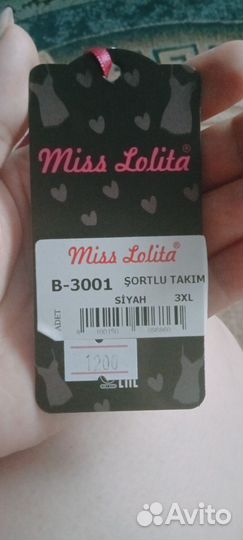 Miss Lolita®
Miss Lolita®
B-3001 ŞORTLU TAKIM
SİYAH 3XL
ADET
1200
Avito